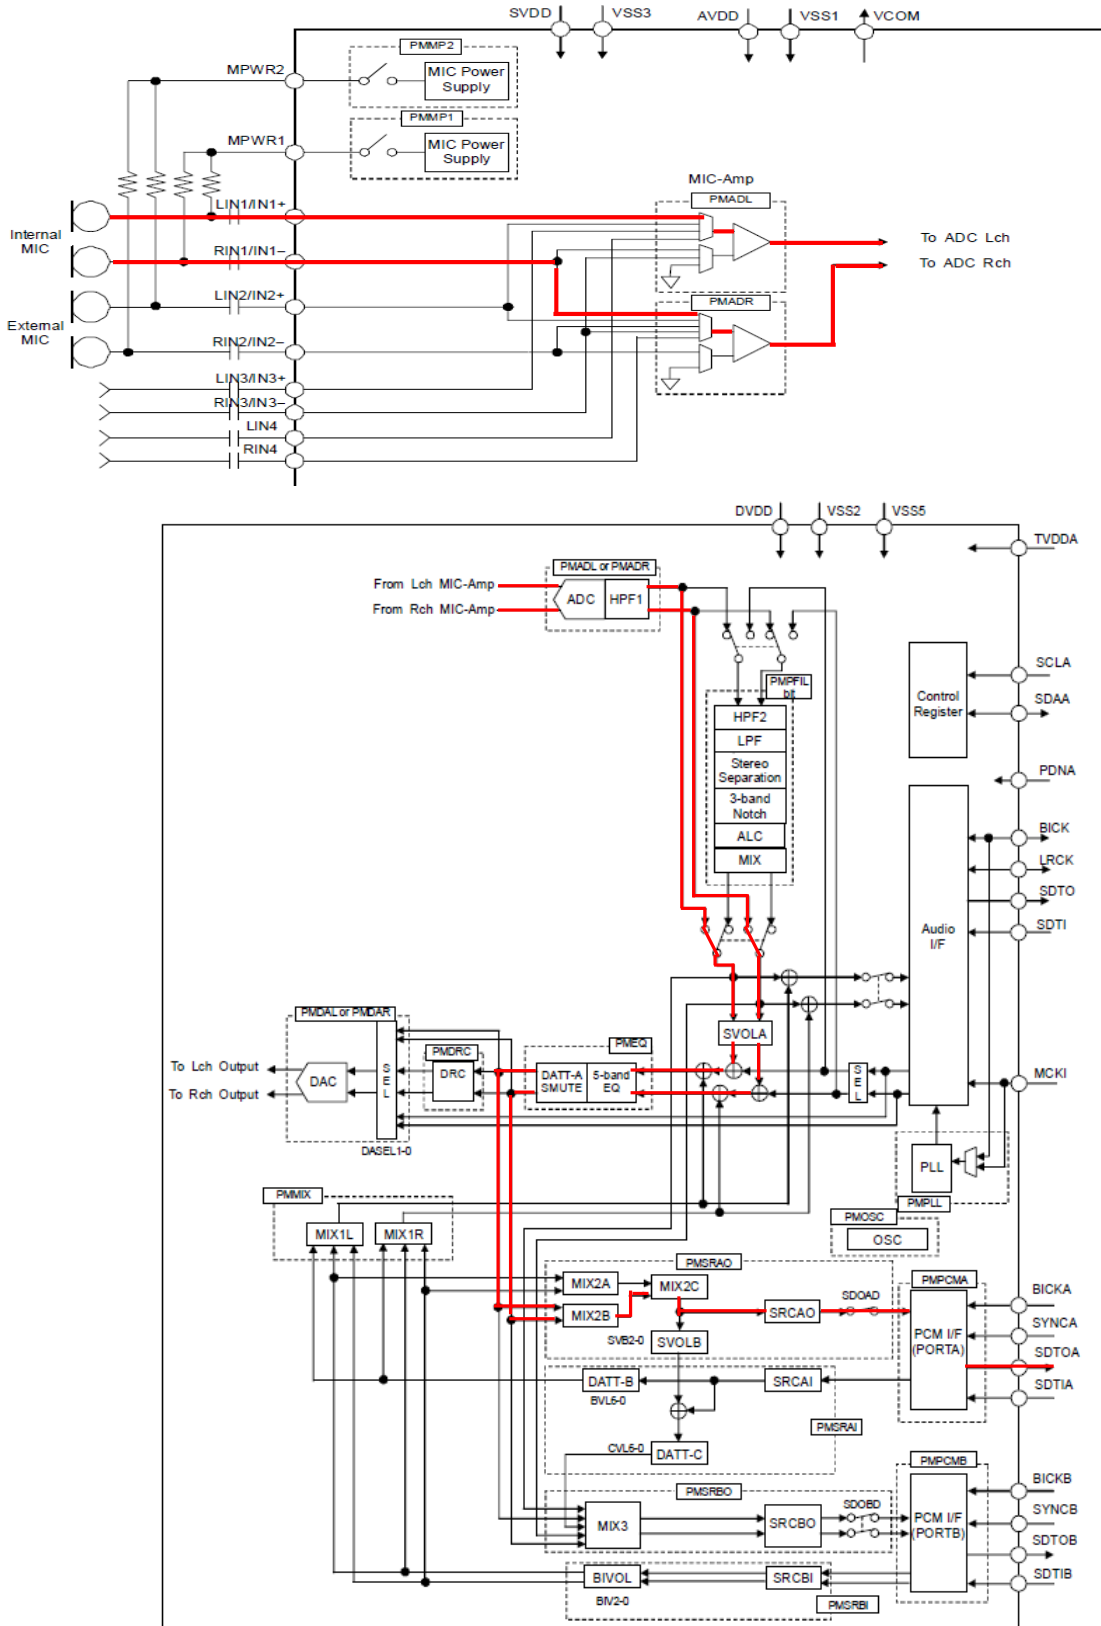 SVDD
VSS3
AVDD
VSS1
VCOM
PMMP2
MPWR2
MIC Power
Supply
PMMP1
MPWR1
MIC Power
Supply
MIC-Amp
PMADL
LIN1/IN1+
Internal
MIC
RIN1/IN1–
To ADC Lch
To ADC Rch
LIN2/IN2+
PMADR
External
MIC
RIN2/IN2–
LIN3/IN3+
RIN3/IN3–
LIN4
RIN4
DVDD
VSS2
VSS5
TVDDA
PMADL or PMADR
From Lch MIC-Amp
From Rch MIC-Amp
ADC
HPF1
SCLA
SDAA
Control
Register
PMPFIL
bit
HPF2
LPF
Stereo
Separation
3-band
Notch
ALC
MIX
PDNA
BICK
LRCK
SDTO
SDTI
Audio
I/F
SVOLA
PMDAL or PMDAR
PMEQ
PMDRC
To Lch Output
To Rch Output
DAC
S
E
L
DRC
DATT-A
SMUTE
5-band
EQ
S
E
L
MCKI
DASEL1-0
PLL
PMPLL
PMMIX
MIX1L
MIX1R
PMOSC
OSC
PMSRAO
MIX2A
MIX2C
MIX2B
SRCAO
SDOAD
SVB2-0
SVOLB
PMPCMA
PCM I/F
(PORTA)
BICKA
SYNCA
SDTOA
SDTIA
DATT-B
BVL6-0
SRCAI
PMSRAI
CVL6-0
DATT-C
PMPCMB
PMSRBO
MIX3
SRCBO
SDOBD
PCM I/F
(PORTB)
BICKB
SYNCB
SDTOB
SDTIB
BIVOL
BIV2-0
SRCBI
PMSRBI